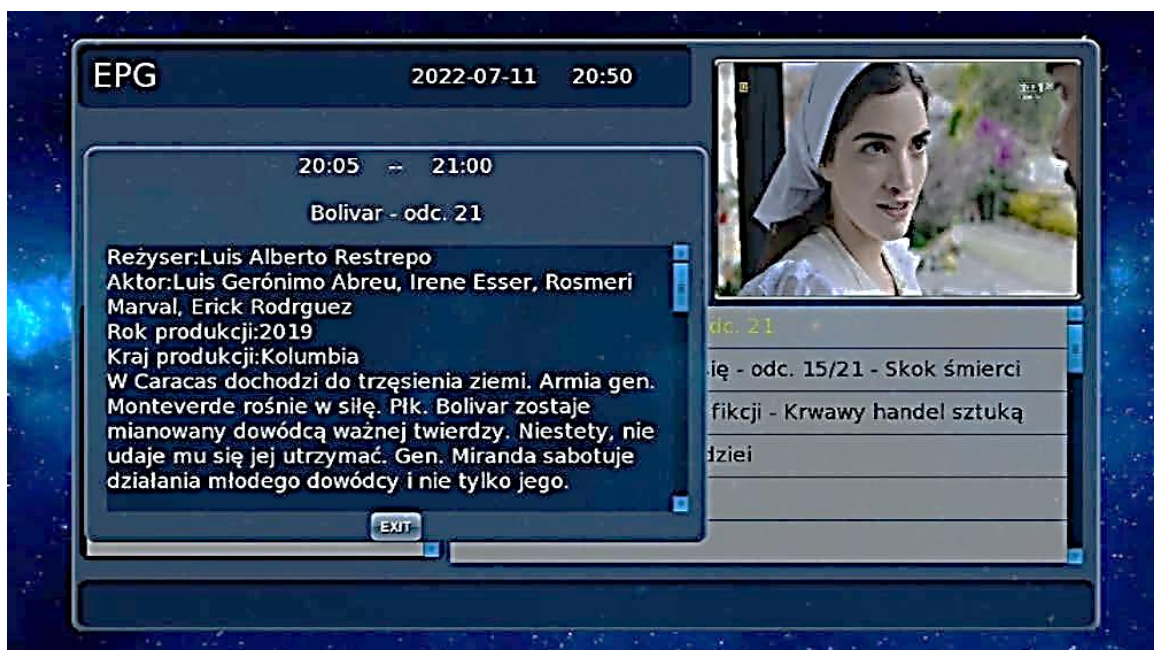 EPG 2022-07-11 20:50
20:05 -- 21:00
Bolivar - odc. 21
Reżyser:Luis Alberto Restrepo
Aktor:Luis Gerónimo Abreu, Irene Esser, Rosmeri
Marval, Erick Rodrguez
Rok produkcji:2019
Kraj produkcji:Kolumbia
W Caracas dochodzi do trzęsienia ziemi. Armia gen.
Monteverde rośnie w siłę. Płk. Bolivar zostaje
mianowany dowódcą ważnej twierdzy. Niestety, nie
udaje mu się jej utrzymać. Gen. Miranda sabotuje
działania młodego dowódcy i nie tylko jego.
EXIT
odc. 21
się - odc. 15/21 - Skok śmierci
fikcji - Krwawy handel sztuką
dziei